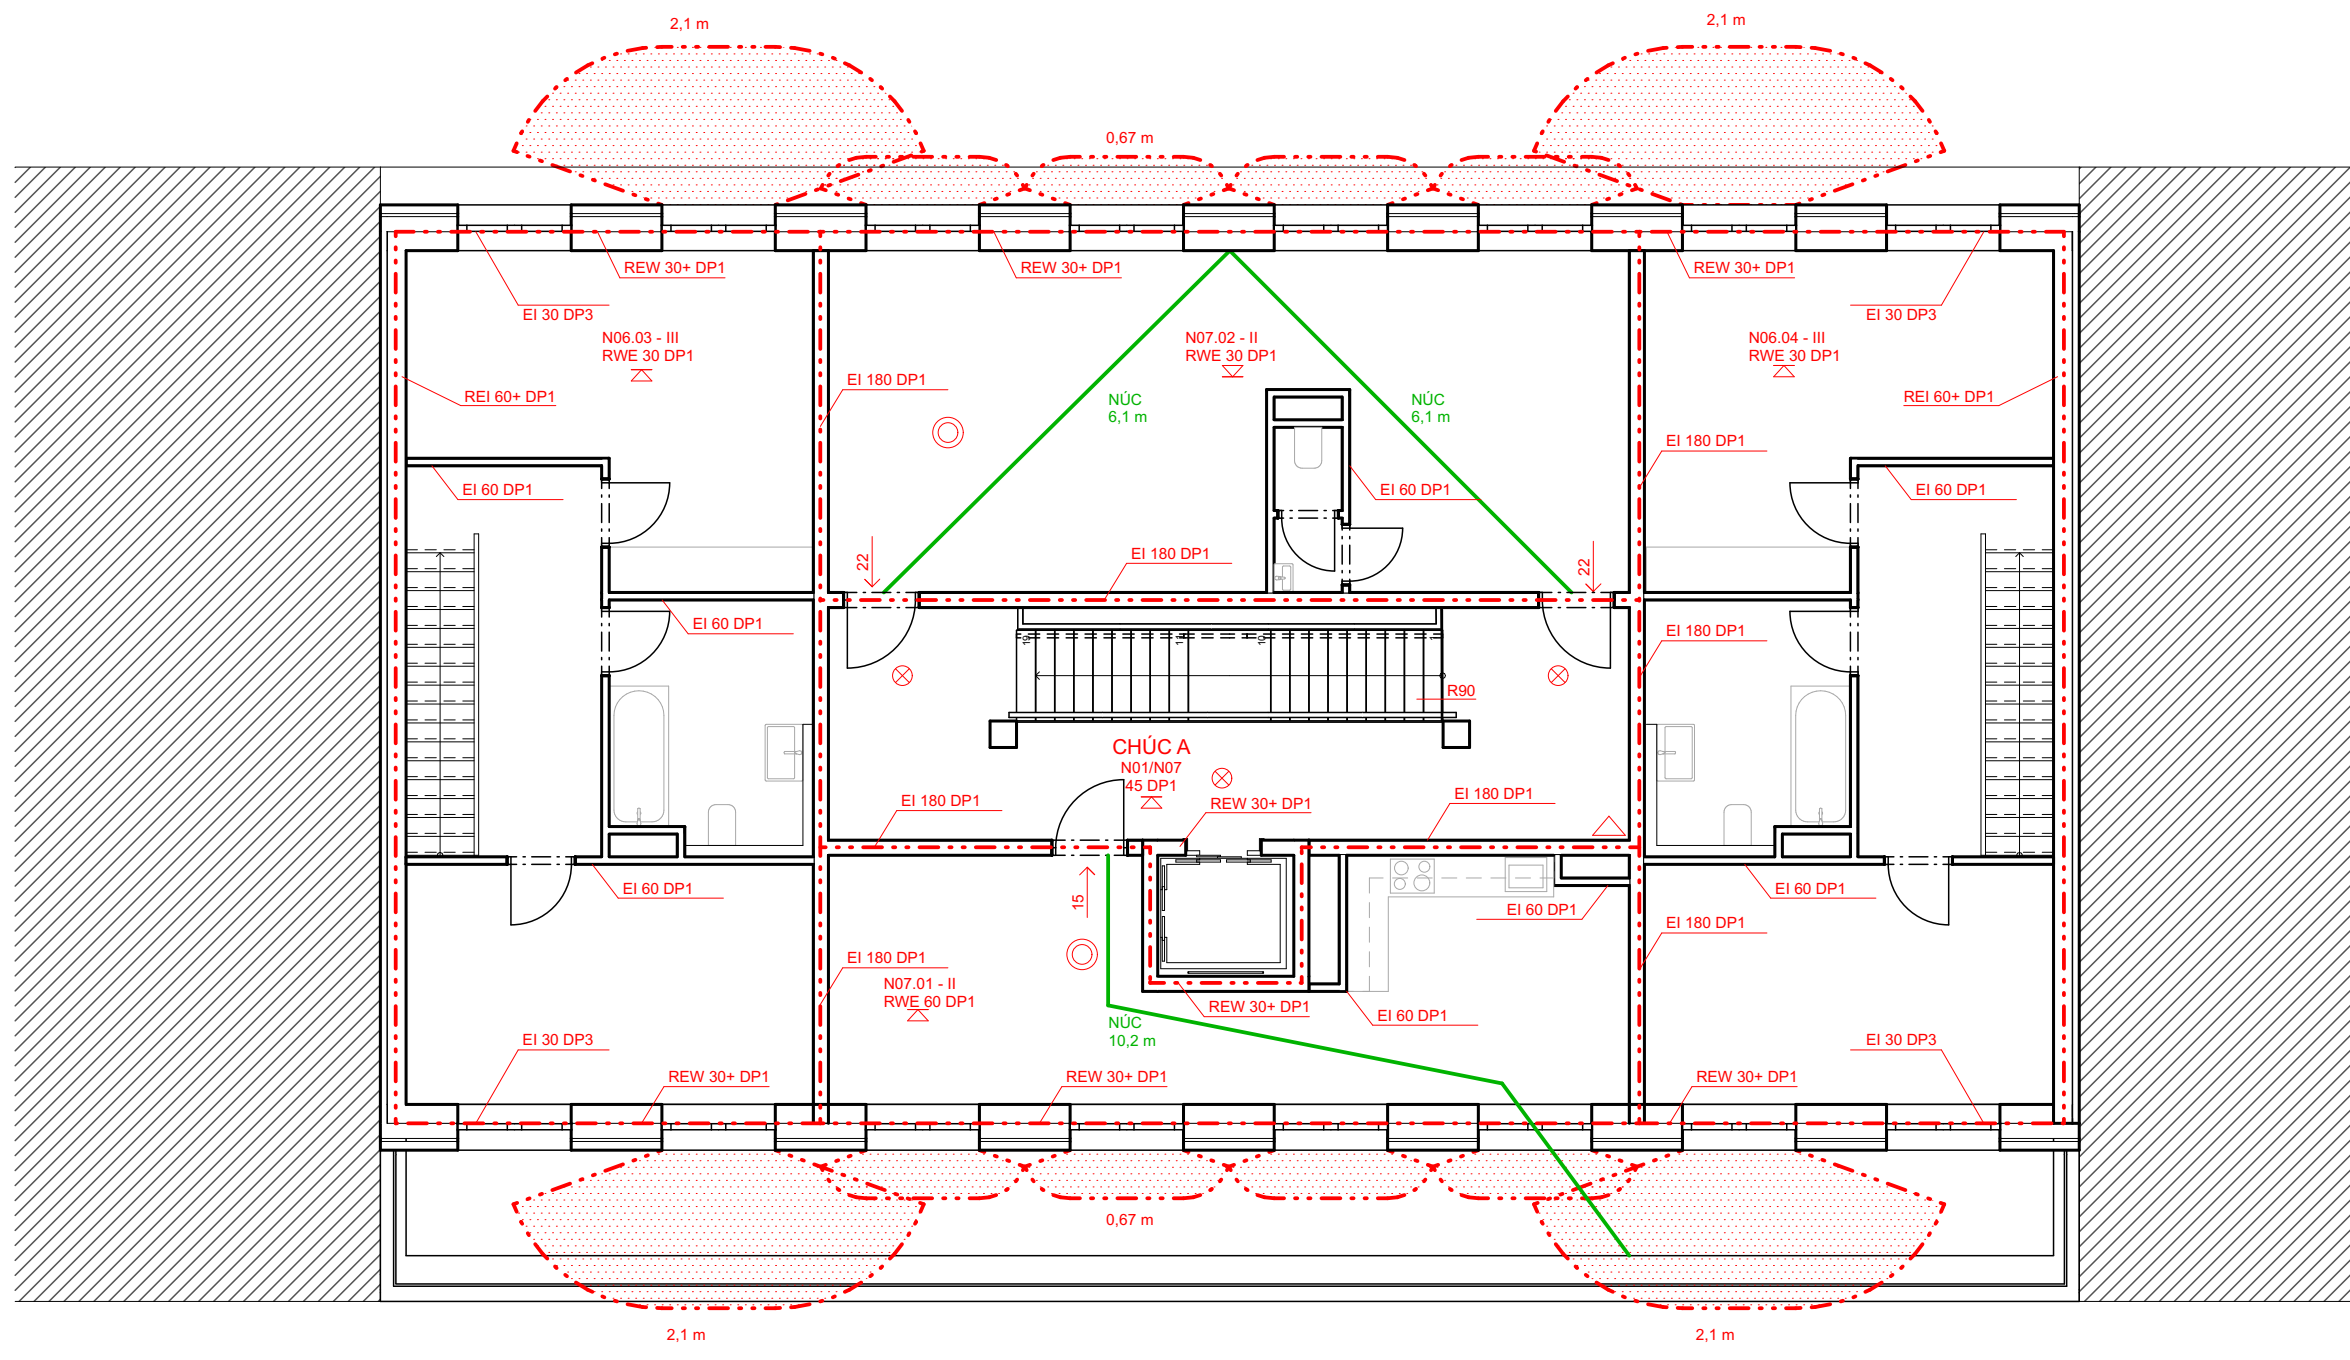 2,1 m
2,1 m
0,67 m
REW 30+ DP1
REW 30+ DP1
REW 30+ DP1
EI 30 DP3
EI 30 DP3
N06.03 - III
RWE 30 DP1
N07.02 - II
RWE 30 DP1
N06.04 - III
RWE 30 DP1
EI 180 DP1
REI 60+ DP1
NÚC
6,1 m
NÚC
6,1 m
REI 60+ DP1
EI 180 DP1
EI 60 DP1
EI 60 DP1
EI 60 DP1
22
EI 180 DP1
22
EI 60 DP1
EI 180 DP1
19
11
10
1
R90
CHÚC A
N01/N07
45 DP1
EI 180 DP1
REW 30+ DP1
EI 180 DP1
EI 60 DP1
15
EI 60 DP1
EI 60 DP1
EI 180 DP1
EI 180 DP1
N07.01 - II
RWE 60 DP1
REW 30+ DP1
EI 60 DP1
NÚC
10,2 m
EI 30 DP3
EI 30 DP3
REW 30+ DP1
REW 30+ DP1
REW 30+ DP1
0,67 m
2,1 m
2,1 m